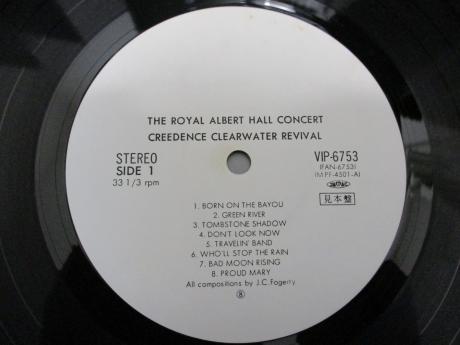 THE ROYAL ALBERT HALL CONCERT
CREEDENCE CLEARWATER REVIVAL
STEREO
SIDE 1
33 1/3 rpm
VIP-6753
(FAN-6753)
(MPF-4501-A)
見本盤
1. BORN ON THE BAYOU
2. GREEN RIVER
3. TOMBSTONE SHADOW
4. DON'T LOOK NOW
5. TRAVELIN' BAND
6. WHO'LL STOP THE RAIN
7. BAD MOON RISING
8. PROUD MARY
All compositions by J.C. Fogerty